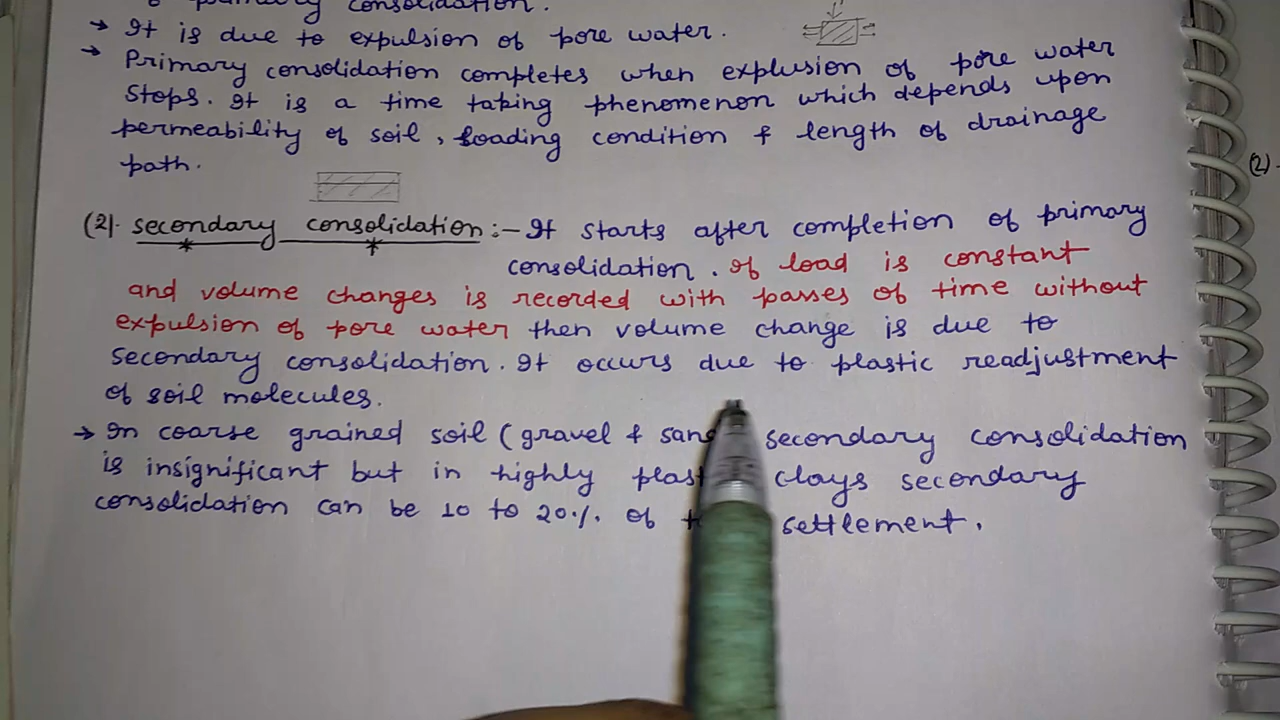 consolidation.
→ It is due to expulsion of pore water.
→ Primary consolidation completes when explusion of pore water
stops. It is a time taking phenomenon which depends upon
permeability of soil, loading condition & length of drainage
path.
(2). secondary consolidation :- It starts after completion of primary
consolidation. If load is constant
and volume changes is recorded with passes of time without
expulsion of pore water then volume change is due to
secondary consolidation. It occurs due to plastic readjustment
of soil molecules.
→ In coarse grained soil (gravel & sand secondary consolidation
is insignificant but in highly plastic clays secondary
consolidation can be 10 to 20% of settlement.
(2)